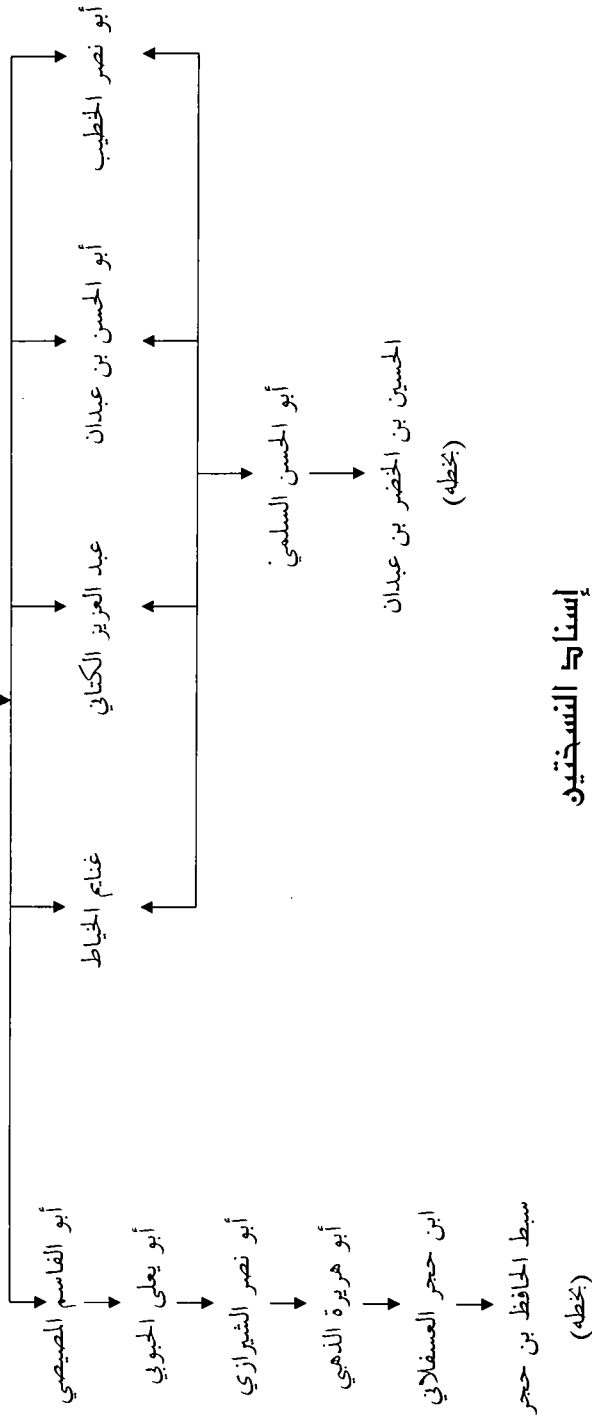 أبو نصر الخطيب
أبو الحسن بن عبدان
عبد العزيز الكتاني
غنايم الخياط
أبو القاسم المصيصي
أبو الحسن السلمي
الحسين بن الخضر بن عبدان
(بخطه)
أبو يعلى الحبوبي
أبو نصر الشيرازي
أبو هريرة الذهبي
ابن حجر العسقلاني
سبط الحافظ بن حجر
(بخطه)
إسناد النسختين